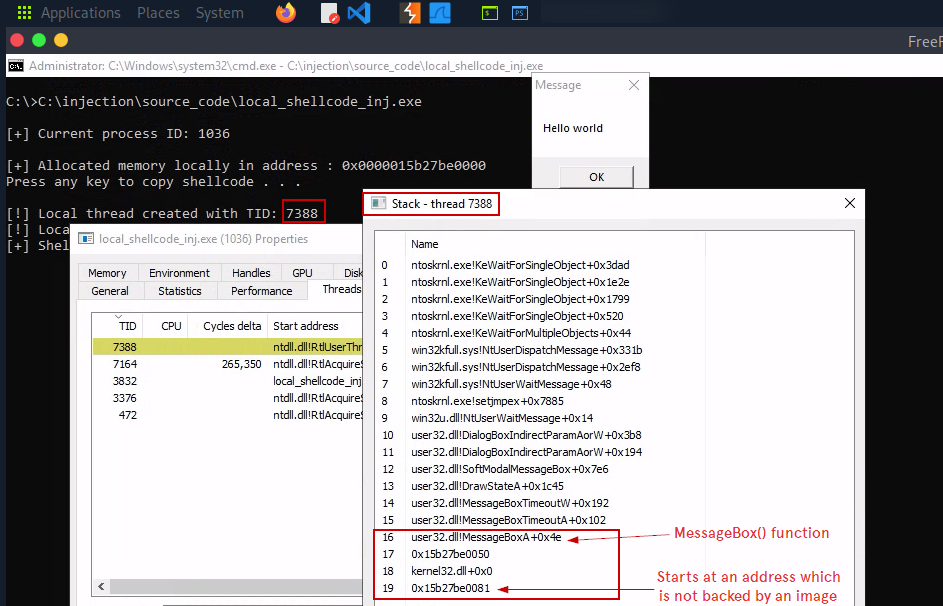 Applications Places System
FreeF
Administrator: C:\Windows\system32\cmd.exe - C:\injection\source_code\local_shellcode_inj.exe
C:\>C:\injection\source_code\local_shellcode_inj.exe
[+] Current process ID: 1036
[+] Allocated memory locally in address : 0x0000015b27be0000
Press any key to copy shellcode . . .
[!] Local thread created with TID: 7388
[!] Loca
[+] Shel
Message
Hello world
OK
local_shellcode_inj.exe (1036) Properties
Memory Environment Handles GPU Disk
General Statistics Performance Threads
TID CPU Cycles delta Start address
7388 ntdll.dll!RtlUserThr
7164 265,350 ntdll.dll!RtlAcquireS
3832 local_shellcode_inj
3376 ntdll.dll!RtlAcquireS
472 ntdll.dll!RtlAcquireS
Stack - thread 7388
Name
0 ntoskrnl.exe!KeWaitForSingleObject+0x3dad
1 ntoskrnl.exe!KeWaitForSingleObject+0x1e2e
2 ntoskrnl.exe!KeWaitForSingleObject+0x1799
3 ntoskrnl.exe!KeWaitForSingleObject+0x520
4 ntoskrnl.exe!KeWaitForMultipleObjects+0x44
5 win32kfull.sys!NtUserDispatchMessage+0x331b
6 win32kfull.sys!NtUserDispatchMessage+0x2ef8
7 win32kfull.sys!NtUserWaitMessage+0x48
8 ntoskrnl.exe!setjmpex+0x7885
9 win32u.dll!NtUserWaitMessage+0x14
10 user32.dll!DialogBoxIndirectParamAorW+0x3b8
11 user32.dll!DialogBoxIndirectParamAorW+0x194
12 user32.dll!SoftModalMessageBox+0x7e6
13 user32.dll!DrawStateA+0x1c45
14 user32.dll!MessageBoxTimeoutW+0x192
15 user32.dll!MessageBoxTimeoutA+0x102
16 user32.dll!MessageBoxA+0x4e
17 0x15b27be0050
18 kernel32.dll+0x0
19 0x15b27be0081
MessageBox() function
Starts at an address which
is not backed by an image